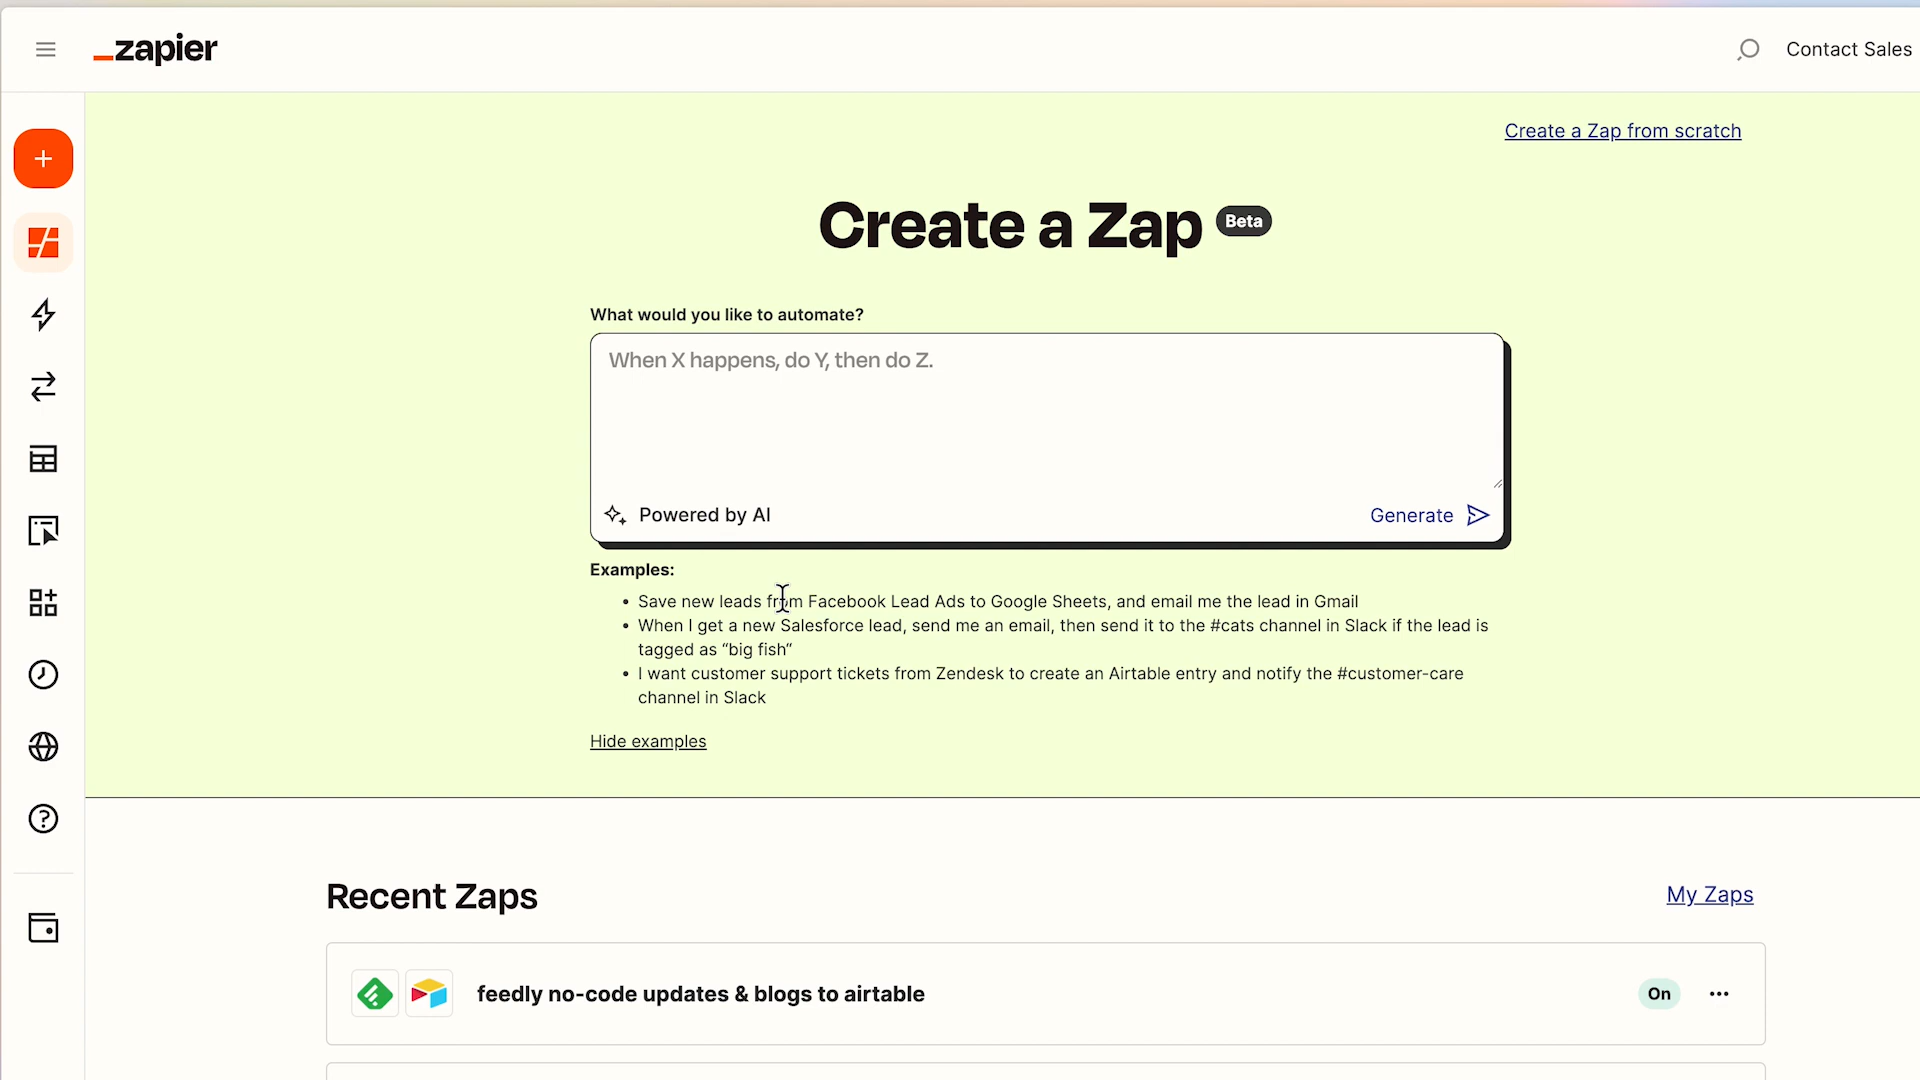 zapier
Contact Sales
Create a Zap from scratch
Create a Zap Beta
What would you like to automate?
When X happens, do Y, then do Z.
Powered by AI
Generate
Examples:
• Save new leads from Facebook Lead Ads to Google Sheets, and email me the lead in Gmail
• When I get a new Salesforce lead, send me an email, then send it to the #cats channel in Slack if the lead is
tagged as “big fish“
• I want customer support tickets from Zendesk to create an Airtable entry and notify the #customer-care
channel in Slack
Hide examples
Recent Zaps
My Zaps
feedly no-code updates & blogs to airtable
On